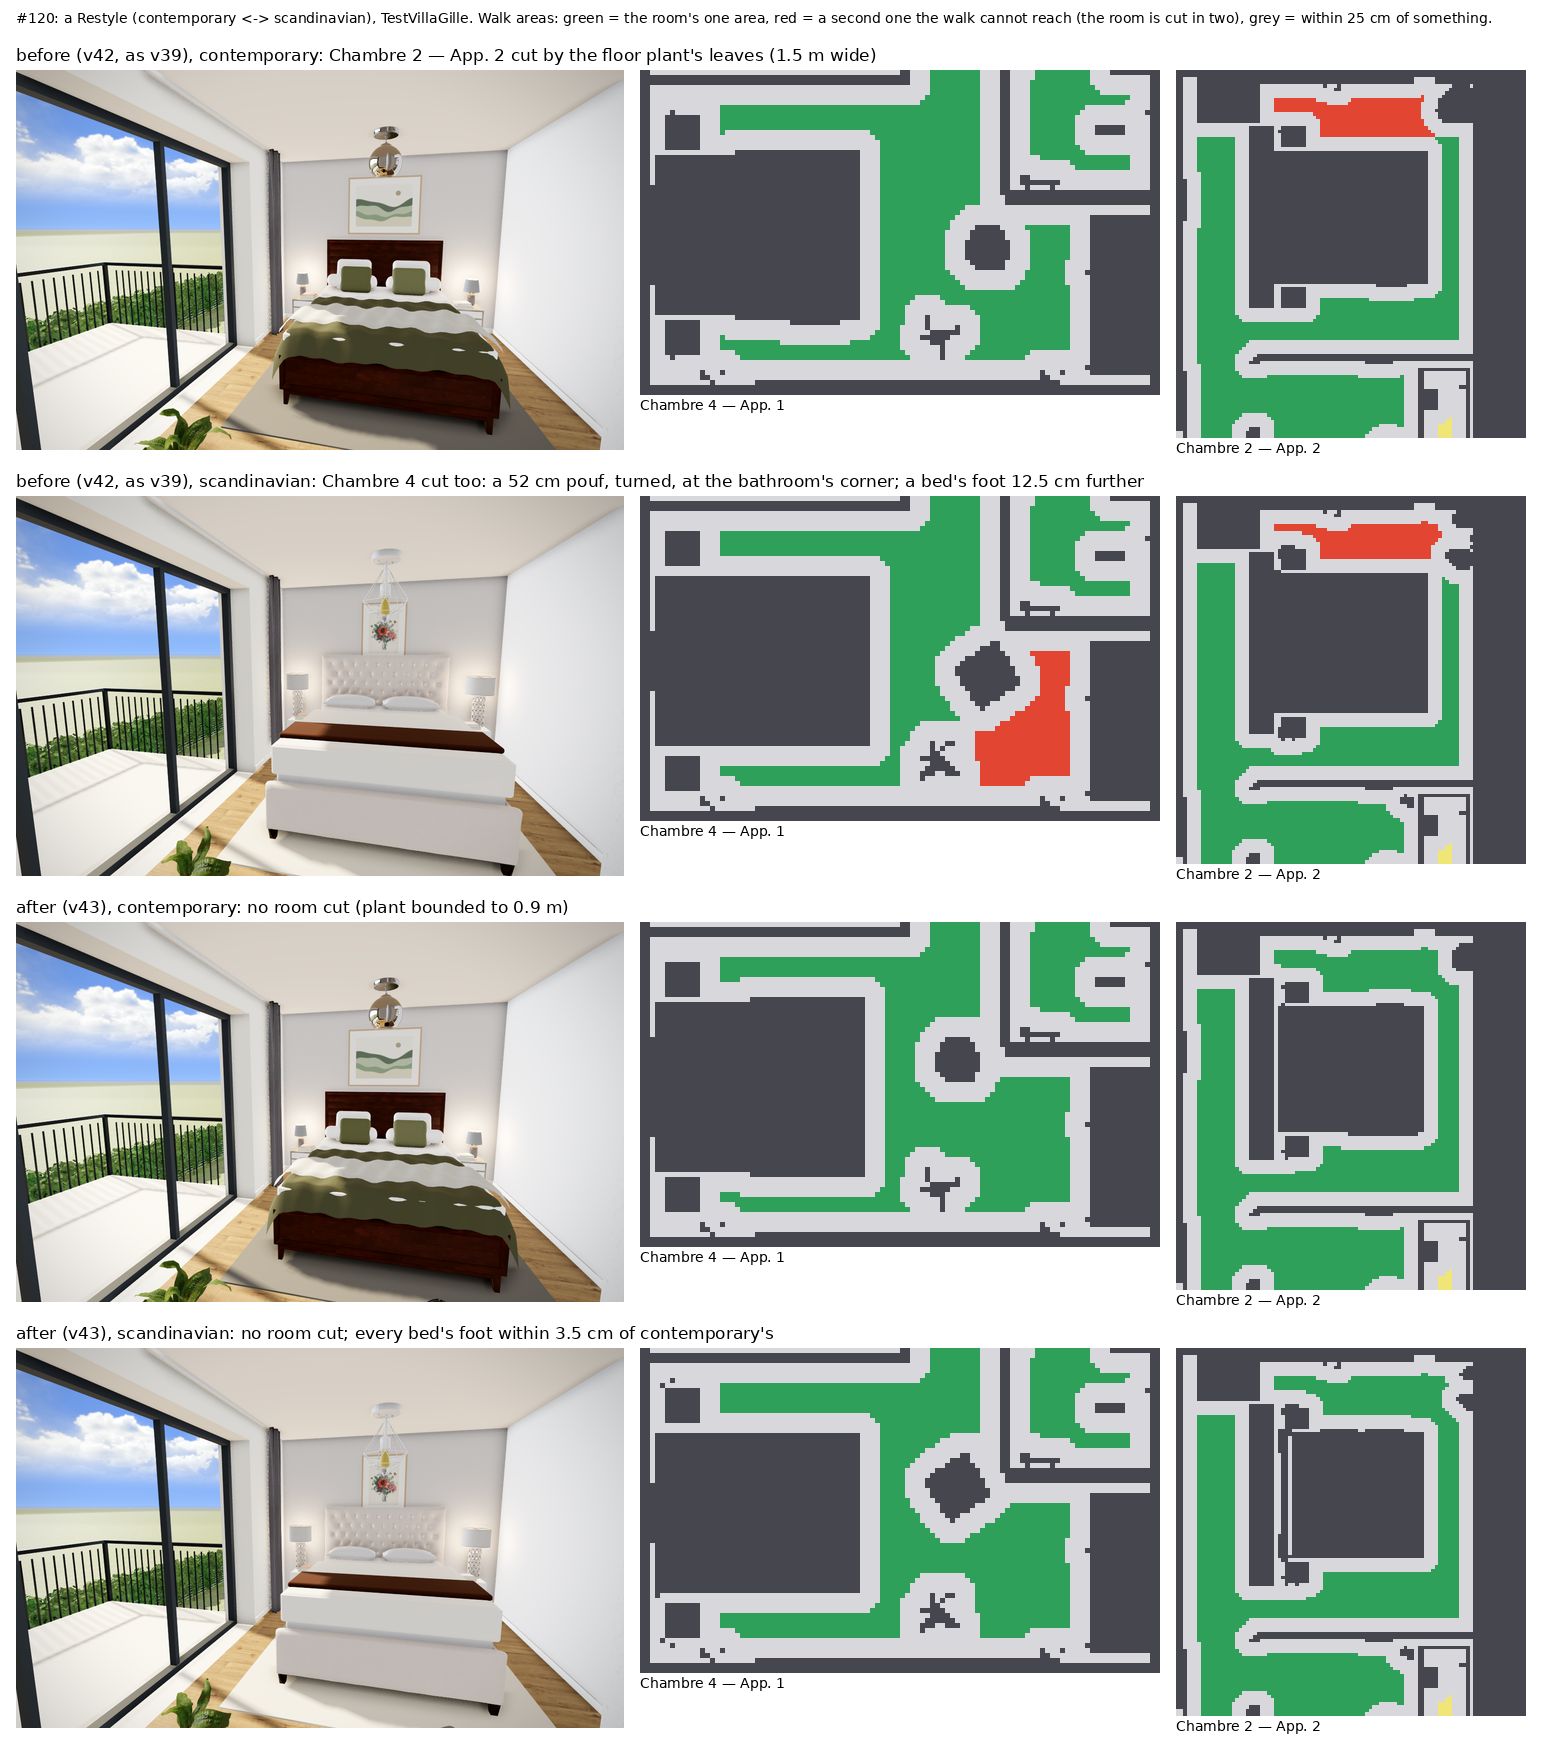 #120: a Restyle (contemporary <-> scandinavian), TestVillaGille. Walk areas: green = the room's one area, red = a second one the walk cannot reach (the room is cut in two), grey = within 25 cm of something.
before (v42, as v39), contemporary: Chambre 2 — App. 2 cut by the floor plant's leaves (1.5 m wide)
Chambre 4 — App. 1
Chambre 2 — App. 2
before (v42, as v39), scandinavian: Chambre 4 cut too: a 52 cm pouf, turned, at the bathroom's corner; a bed's foot 12.5 cm further
Chambre 4 — App. 1
Chambre 2 — App. 2
after (v43), contemporary: no room cut (plant bounded to 0.9 m)
Chambre 4 — App. 1
Chambre 2 — App. 2
after (v43), scandinavian: no room cut; every bed's foot within 3.5 cm of contemporary's
Chambre 4 — App. 1
Chambre 2 — App. 2